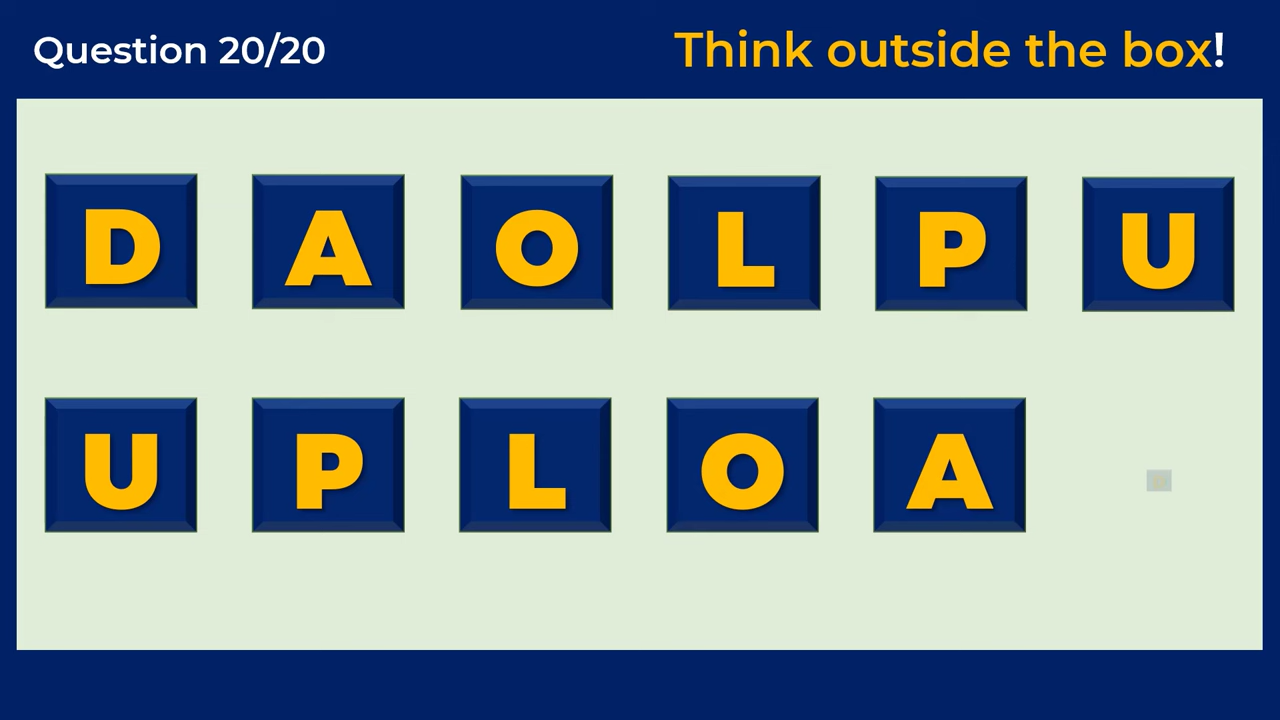 Question 20/20
Think outside the box!
D A O L P U
U P L O A